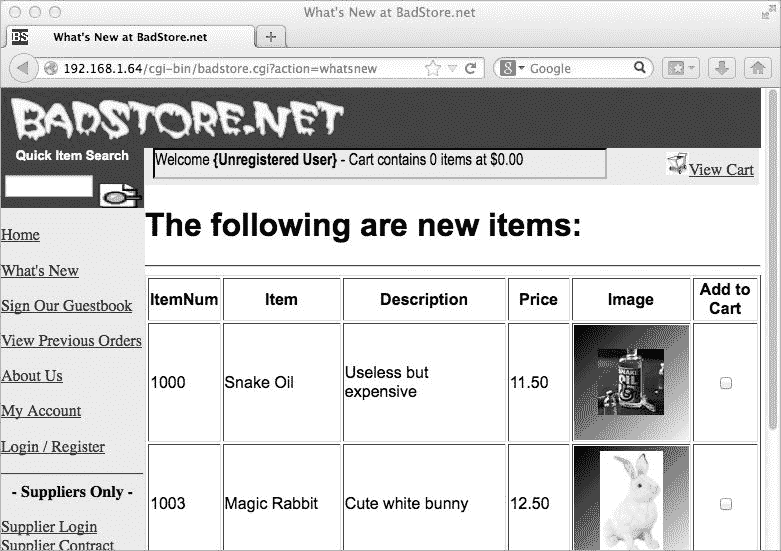 What's New at BadStore.net
BS What's New at BadStore.net
192.168.1.64/cgi-bin/badstore.cgi?action=whatsnew
Google
BADSTORE.NET
Quick Item Search
Welcome {Unregistered User} - Cart contains 0 items at $0.00
View Cart
The following are new items:
Home
What's New
Sign Our Guestbook
View Previous Orders
About Us
My Account
Login / Register
- Suppliers Only -
Supplier Login
Supplier Contract
ItemNum Item Description Price Image Add to
Cart
1000 Snake Oil Useless but
expensive 11.50
SNAKE
OIL
1003 Magic Rabbit Cute white bunny 12.50